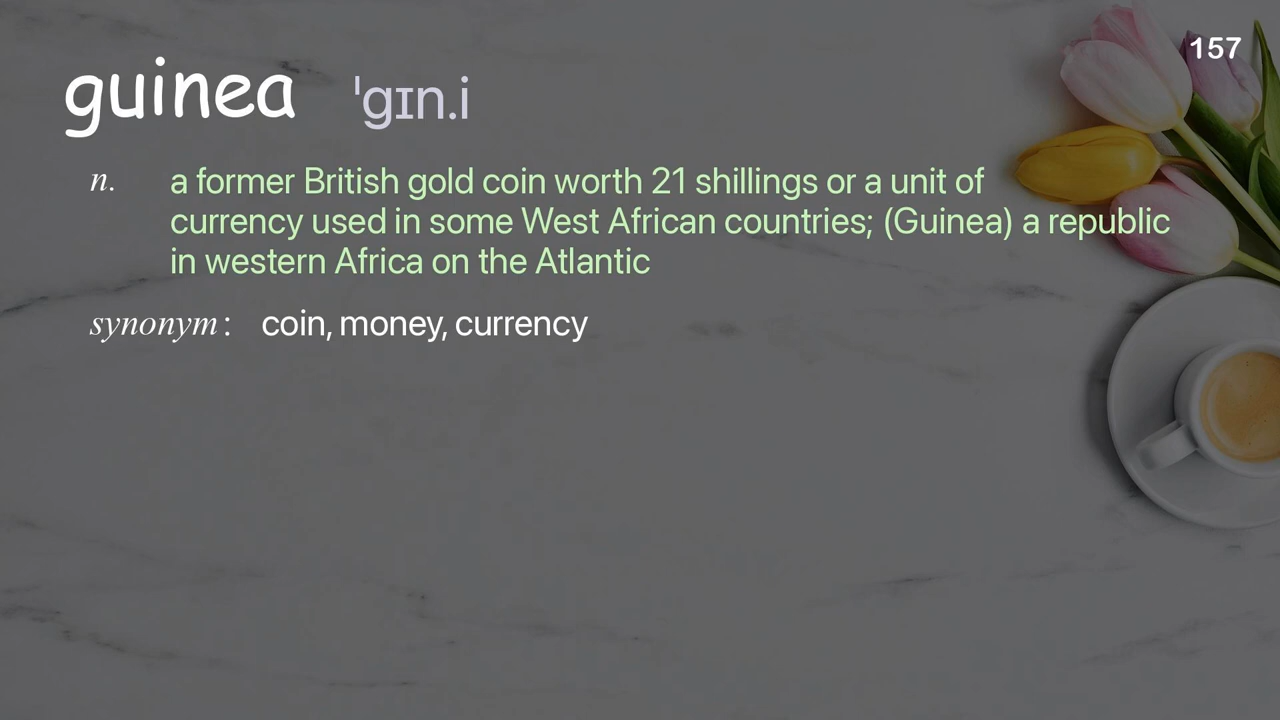 157
guinea ˈgɪn.i
n. a former British gold coin worth 21 shillings or a unit of
currency used in some West African countries; (Guinea) a republic
in western Africa on the Atlantic
synonym: coin, money, currency